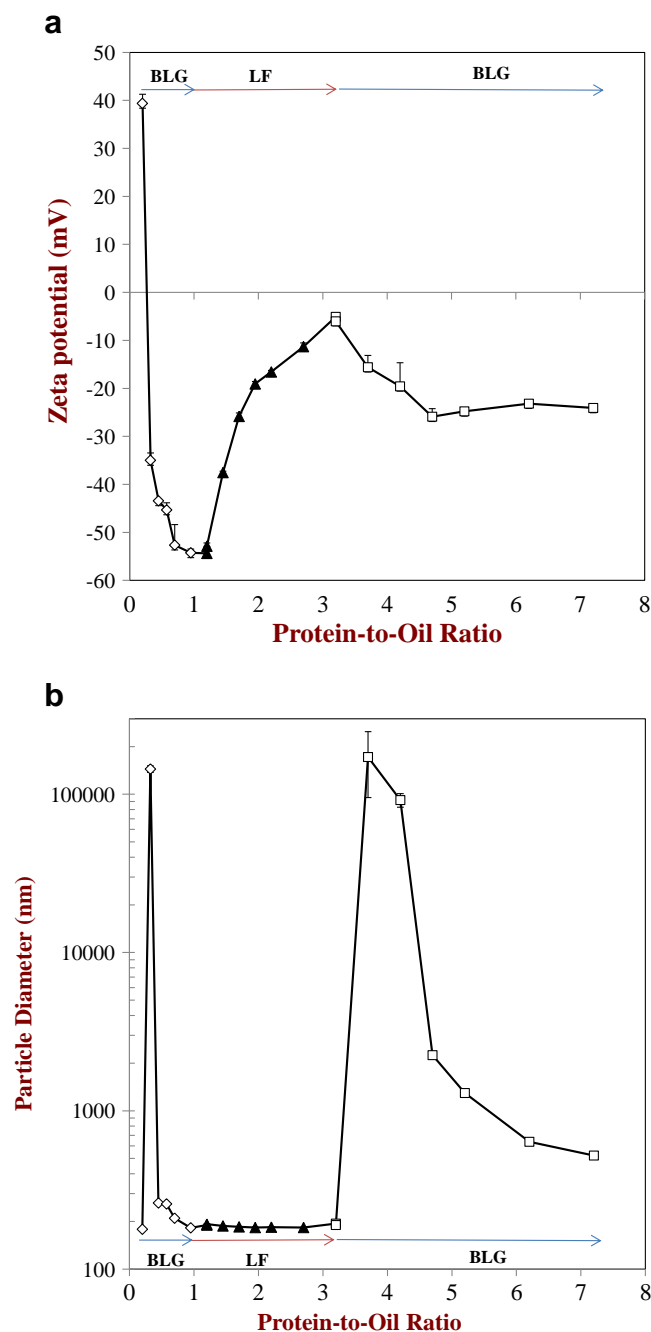 a
50
40
30
20
10
0
-10
-20
-30
-40
-50
-60
BLG
LF
BLG
Zeta potential (mV)
0 1 2 3 4 5 6 7 8
Protein-to-Oil Ratio
b
100000
10000
1000
100
Particle Diameter (nm)
BLG
LF
BLG
0 1 2 3 4 5 6 7 8
Protein-to-Oil Ratio